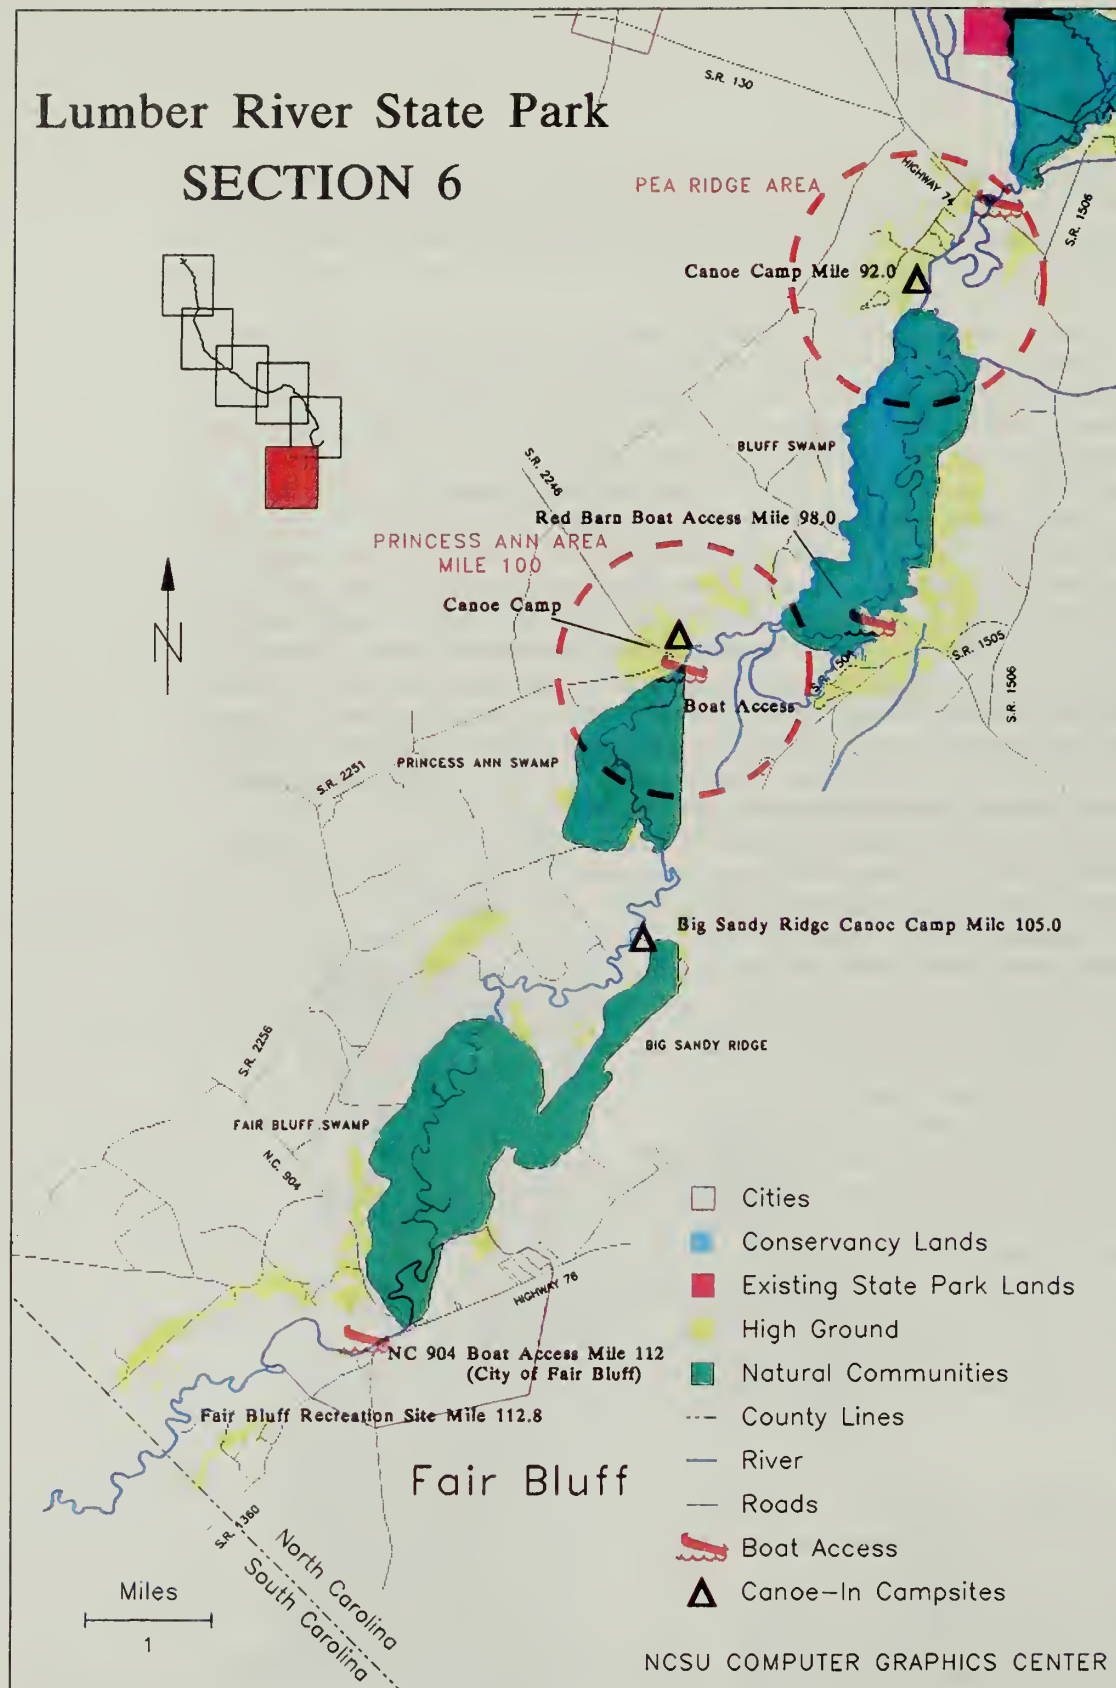 Lumber River State Park
SECTION 6
S.R. 130
PEA RIDGE AREA
HIGHWAY 74
S.R. 1506
Canoe Camp Mile 92.0
BLUFF SWAMP
S.R. 2246
Red Barn Boat Access Mile 98.0
PRINCESS ANN AREA
MILE 100
Canoe Camp
N
S.R. 1505
S.R. 1504
S.R. 1506
Boat Access
PRINCESS ANN SWAMP
S.R. 2251
Big Sandy Ridge Canoe Camp Mile 105.0
BIG SANDY RIDGE
S.R. 2256
FAIR BLUFF SWAMP
N.C. 904
HIGHWAY 76
NC 904 Boat Access Mile 112
(City of Fair Bluff)
Fair Bluff Recreation Site Mile 112.8
Fair Bluff
S.R. 1360
North Carolina
South Carolina
Miles
1
Cities
Conservancy Lands
Existing State Park Lands
High Ground
Natural Communities
County Lines
River
Roads
Boat Access
Canoe-In Campsites
NCSU COMPUTER GRAPHICS CENTER